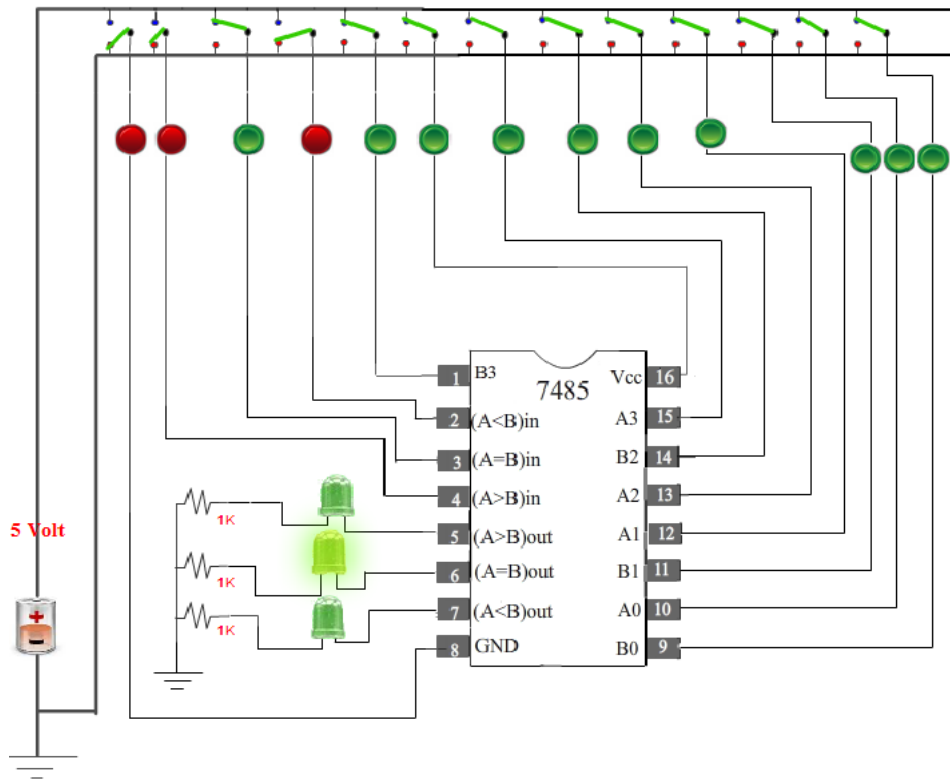 1 B3 Vcc 16
7485
2 (A<B)in A3 15
3 (A=B)in B2 14
4 (A>B)in A2 13
5 (A>B)out A1 12
6 (A=B)out B1 11
7 (A<B)out A0 10
8 GND B0 9
1K
1K
1K
5 Volt